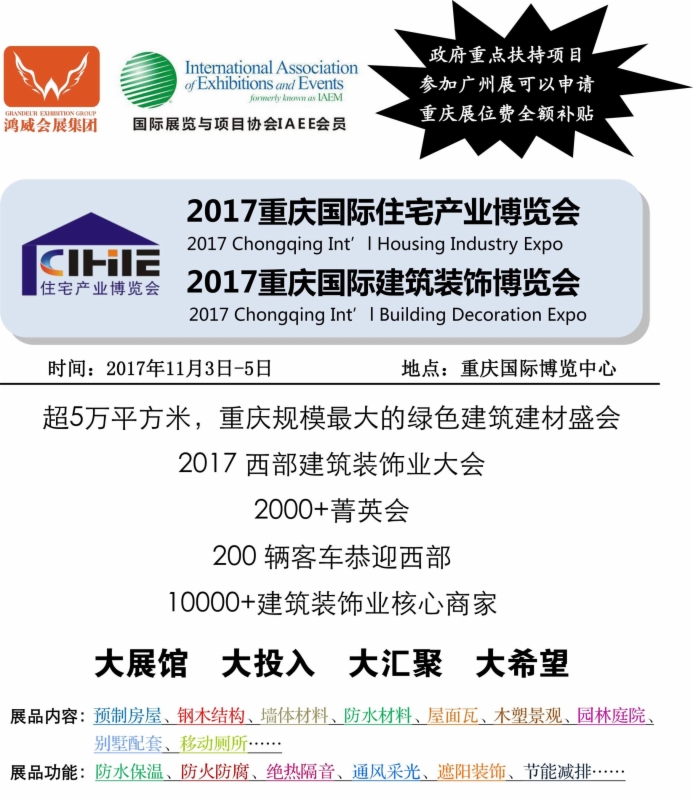 政府重点扶持项目
参加广州展可以申请
重庆展位费全额补贴
GRANDEUR EXHIBITION GROUP
鸿威会展集团
International Association
of Exhibitions and Events
formerly known as IAEM
国际展览与项目协会IAEE会员
CIHIE
住宅产业博览会
2017重庆国际住宅产业博览会
2017 Chongqing Int'l Housing Industry Expo
2017重庆国际建筑装饰博览会
2017 Chongqing Int'l Building Decoration Expo
时间：2017年11月3日-5日 地点：重庆国际博览中心
超5万平方米，重庆规模最大的绿色建筑建材盛会
2017 西部建筑装饰业大会
2000+菁英会
200 辆客车恭迎西部
10000+建筑装饰业核心商家
大展馆 大投入 大汇聚 大希望
展品内容：预制房屋、钢木结构、墙体材料、防水材料、屋面瓦、木塑景观、园林庭院、
别墅配套、移动厕所……
展品功能：防水保温、防火防腐、绝热隔音、通风采光、遮阳装饰、节能减排……